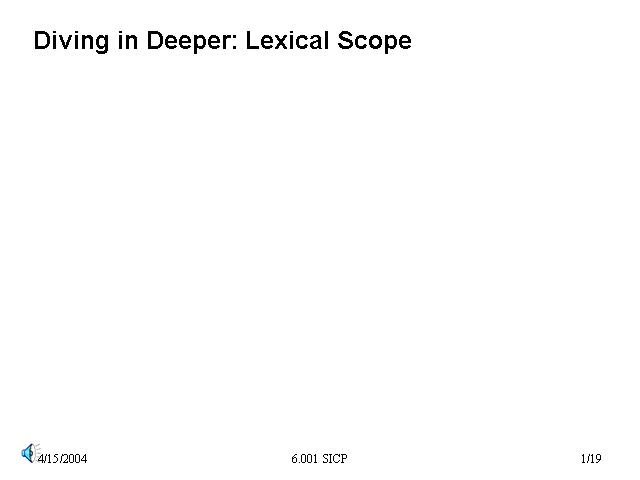 Diving in Deeper: Lexical Scope
4/15/2004
6.001 SICP
1/19